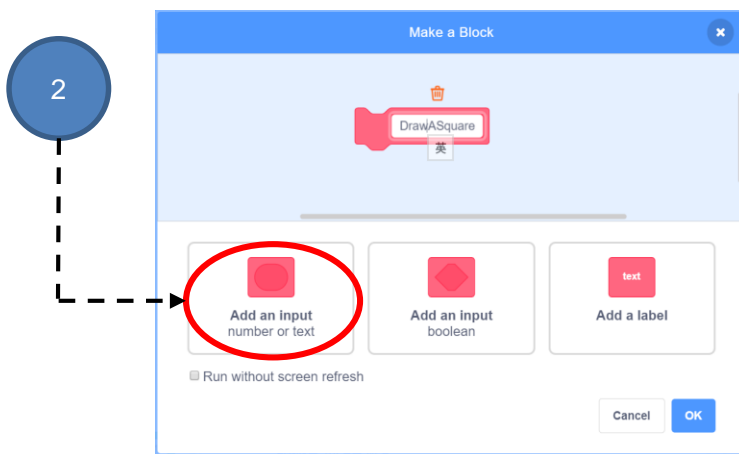 Make a Block
2
DrawASquare
英
text
Add an input
number or text
Add an input
boolean
Add a label
Run without screen refresh
Cancel
OK